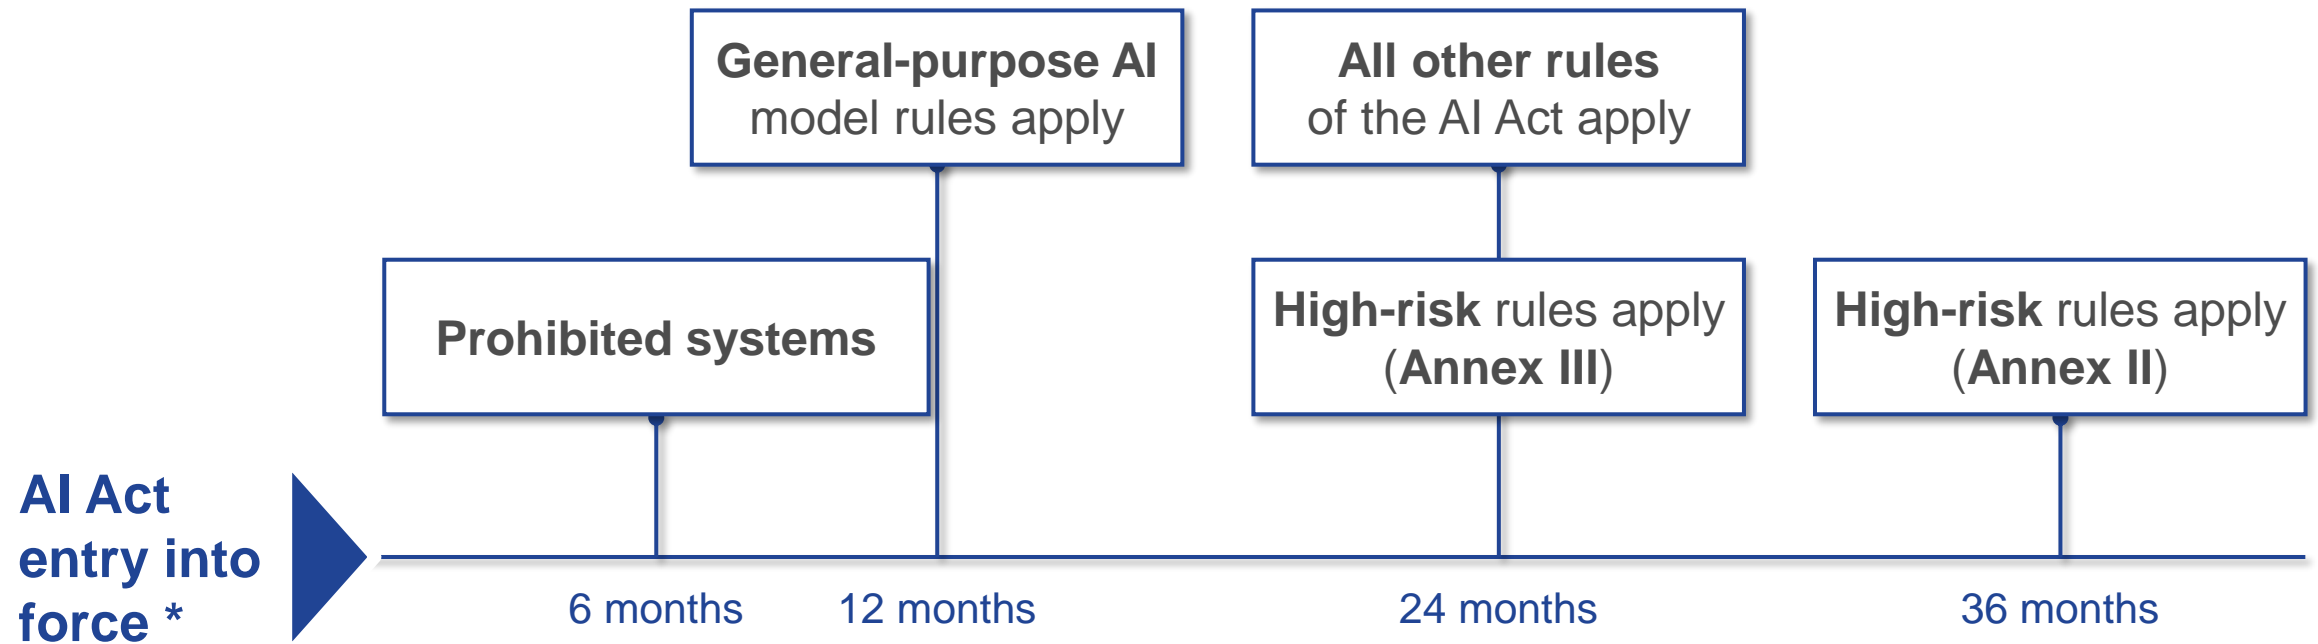 General-purpose AI
model rules apply
All other rules
of the AI Act apply
Prohibited systems
High-risk rules apply
(Annex III)
High-risk rules apply
(Annex II)
AI Act
entry into
force *
6 months
12 months
24 months
36 months